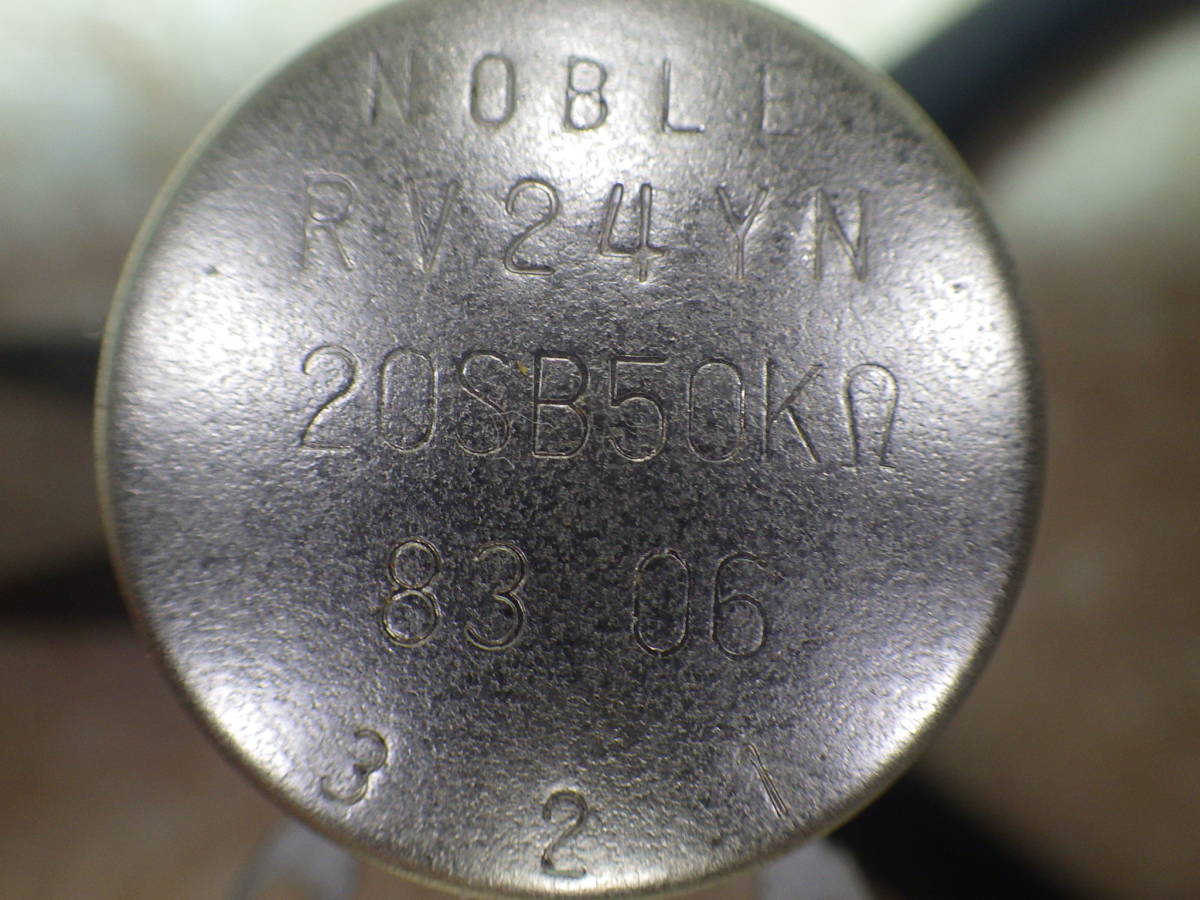 NOBLE
RV24YN
20SB50KΩ
83 06
3 2 1